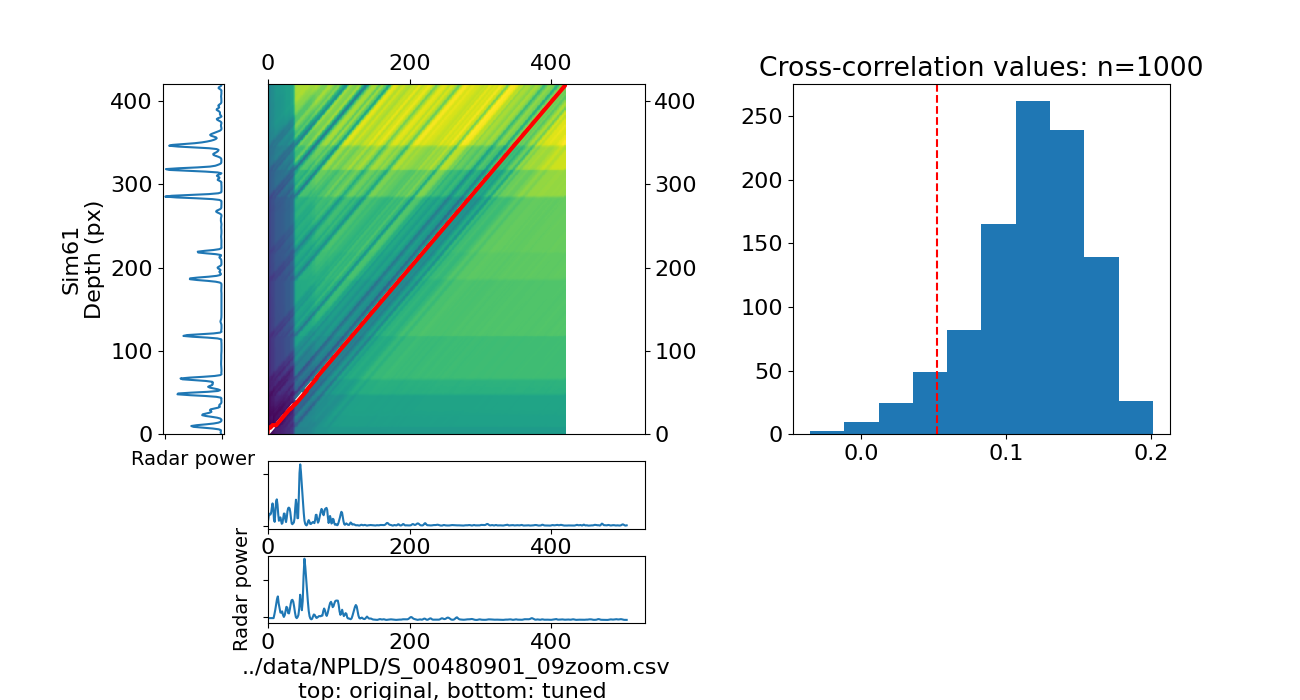 0 200 400
Cross-correlation values: n=1000
Sim61
Depth (px)
400
300
200
100
0
400
300
200
100
0
250
200
150
100
50
0
0.0 0.1 0.2
Radar power
0 200 400
Radar power
0 200 400
../data/NPLD/S_00480901_09zoom.csv
top: original, bottom: tuned